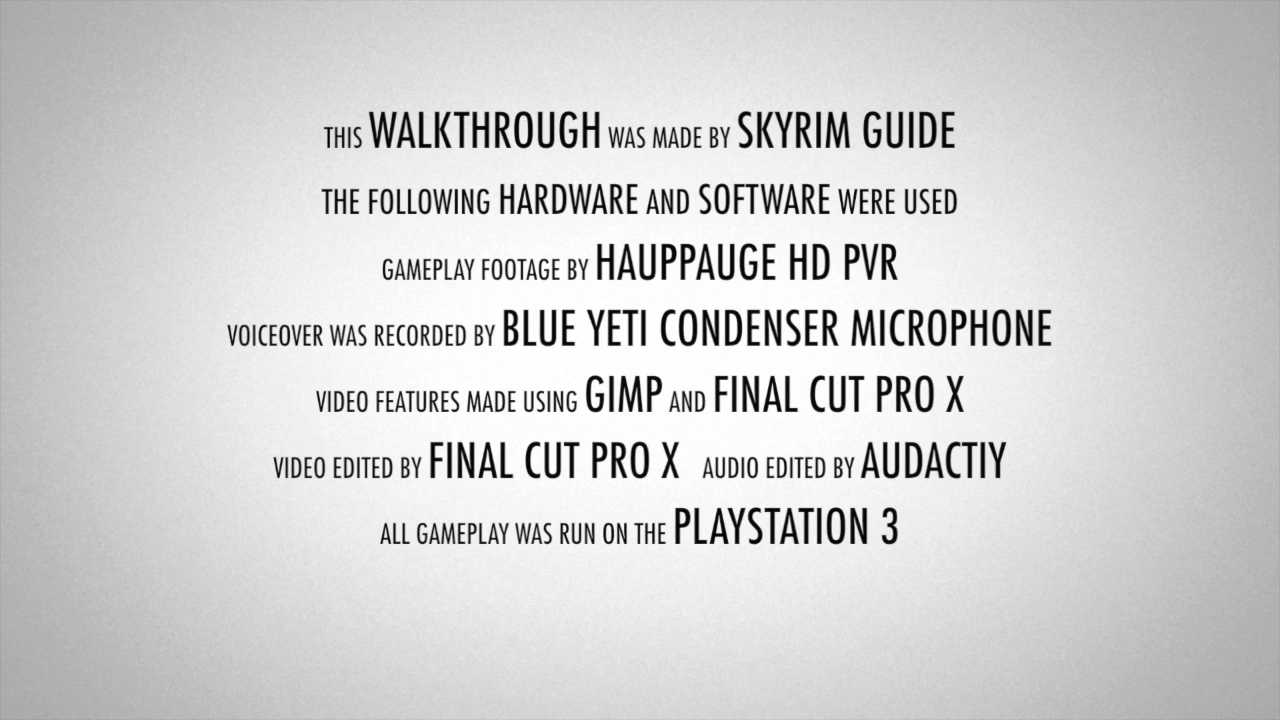 THIS WALKTHROUGH WAS MADE BY SKYRIM GUIDE
THE FOLLOWING HARDWARE AND SOFTWARE WERE USED
GAMEPLAY FOOTAGE BY HAUPPAUGE HD PVR
VOICEOVER WAS RECORDED BY BLUE YETI CONDENSER MICROPHONE
VIDEO FEATURES MADE USING GIMP AND FINAL CUT PRO X
VIDEO EDITED BY FINAL CUT PRO X AUDIO EDITED BY AUDACTIY
ALL GAMEPLAY WAS RUN ON THE PLAYSTATION 3